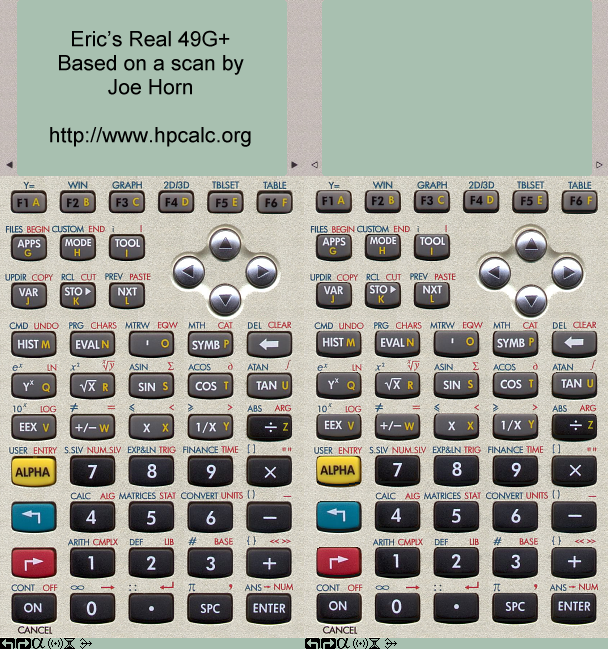 Eric's Real 49G+
Based on a scan by
Joe Horn
http://www.hpcalc.org
Y= WIN GRAPH 2D/3D TBLSET TABLE
F1 A F2 B F3 C F4 D F5 E F6 F
FILES BEGIN CUSTOM END i I
APPS G MODE H TOOL I
UPDIR COPY RCL CUT PREV PASTE
VAR J STO▶ K NXT L
CMD UNDO PRG CHARS MTRW EQW MTH CAT DEL CLEAR
HIST M EVAL N ' O SYMB P ←
eˣ LN x² ˣ√y ASIN Σ ACOS ∂ ATAN ∫
Yˣ Q √X R SIN S COS T TAN U
10ˣ LOG ≠ = ≤ < ≥ > ABS ARG
EEX V +/− W X X 1/X Y ÷ Z
USER ENTRY S.SLV NUM.SLV EXP&LN TRIG FINANCE TIME [ ] " "
ALPHA 7 8 9 ×
CALC ALG MATRICES STAT CONVERT UNITS ( ) _
4 5 6 −
ARITH CMPLX DEF LIB # BASE { } « »
1 2 3 +
CONT OFF ∞ → : : ↵ π , ANS → NUM
ON 0 . SPC ENTER
CANCEL
α
Y= WIN GRAPH 2D/3D TBLSET TABLE
F1 A F2 B F3 C F4 D F5 E F6 F
FILES BEGIN CUSTOM END i I
APPS G MODE H TOOL I
UPDIR COPY RCL CUT PREV PASTE
VAR J STO▶ K NXT L
CMD UNDO PRG CHARS MTRW EQW MTH CAT DEL CLEAR
HIST M EVAL N ' O SYMB P ←
eˣ LN x² ˣ√y ASIN Σ ACOS ∂ ATAN ∫
Yˣ Q √X R SIN S COS T TAN U
10ˣ LOG ≠ = ≤ < ≥ > ABS ARG
EEX V +/− W X X 1/X Y ÷ Z
USER ENTRY S.SLV NUM.SLV EXP&LN TRIG FINANCE TIME [ ] " "
ALPHA 7 8 9 ×
CALC ALG MATRICES STAT CONVERT UNITS ( ) _
4 5 6 −
ARITH CMPLX DEF LIB # BASE { } « »
1 2 3 +
CONT OFF ∞ → : : ↵ π , ANS → NUM
ON 0 . SPC ENTER
CANCEL
α